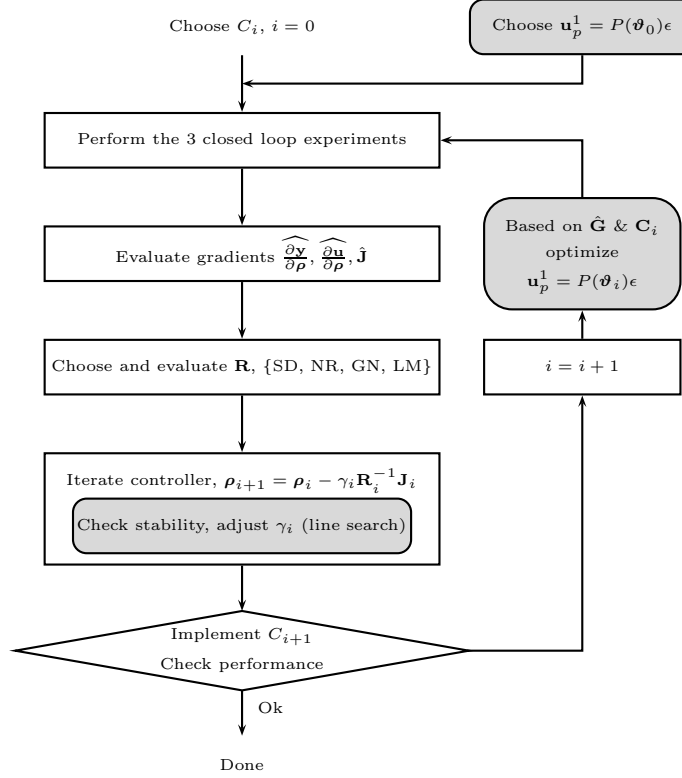 Choose C_i, i = 0
Choose u_p^1 = P(ϑ_0)ϵ
Perform the 3 closed loop experiments
Evaluate gradients \widehat{∂y/∂ρ}, \widehat{∂u/∂ρ}, Ĵ
Based on Ĝ & C_i
optimize
u_p^1 = P(ϑ_i)ϵ
Choose and evaluate R, {SD, NR, GN, LM}
i = i + 1
Iterate controller, ρ_{i+1} = ρ_i − γ_i R_i^{−1} J_i
Check stability, adjust γ_i (line search)
Implement C_{i+1}
Check performance
Ok
Done